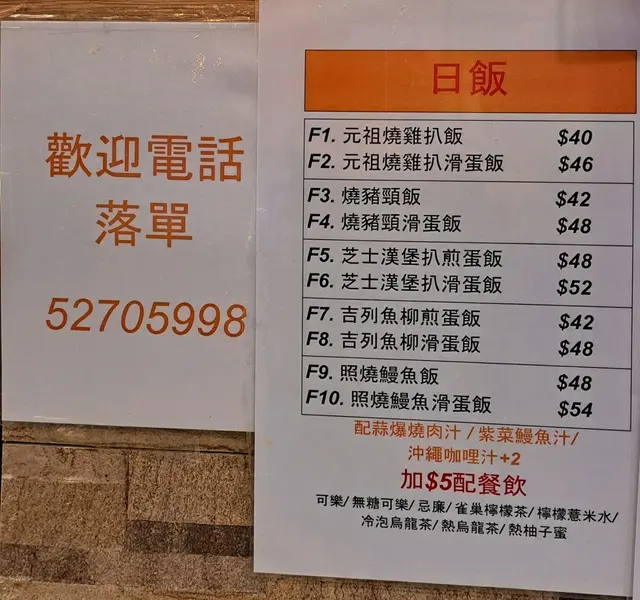 歡迎電話
落單
52705998
日飯
F1. 元祖燒雞扒飯 $40
F2. 元祖燒雞扒滑蛋飯 $46
F3. 燒豬頸飯 $42
F4. 燒豬頸滑蛋飯 $48
F5. 芝士漢堡扒煎蛋飯 $48
F6. 芝士漢堡扒滑蛋飯 $52
F7. 吉列魚柳煎蛋飯 $42
F8. 吉列魚柳滑蛋飯 $48
F9. 照燒鰻魚飯 $48
F10. 照燒鰻魚滑蛋飯 $54
配蒜爆燒肉汁 / 紫菜鰻魚汁/
沖繩咖哩汁+2
加$5配餐飲
可樂/ 無糖可樂/ 忌廉/ 雀巢檸檬茶/ 檸檬薏米水/
冷泡烏龍茶/ 熱烏龍茶/ 熱柚子蜜